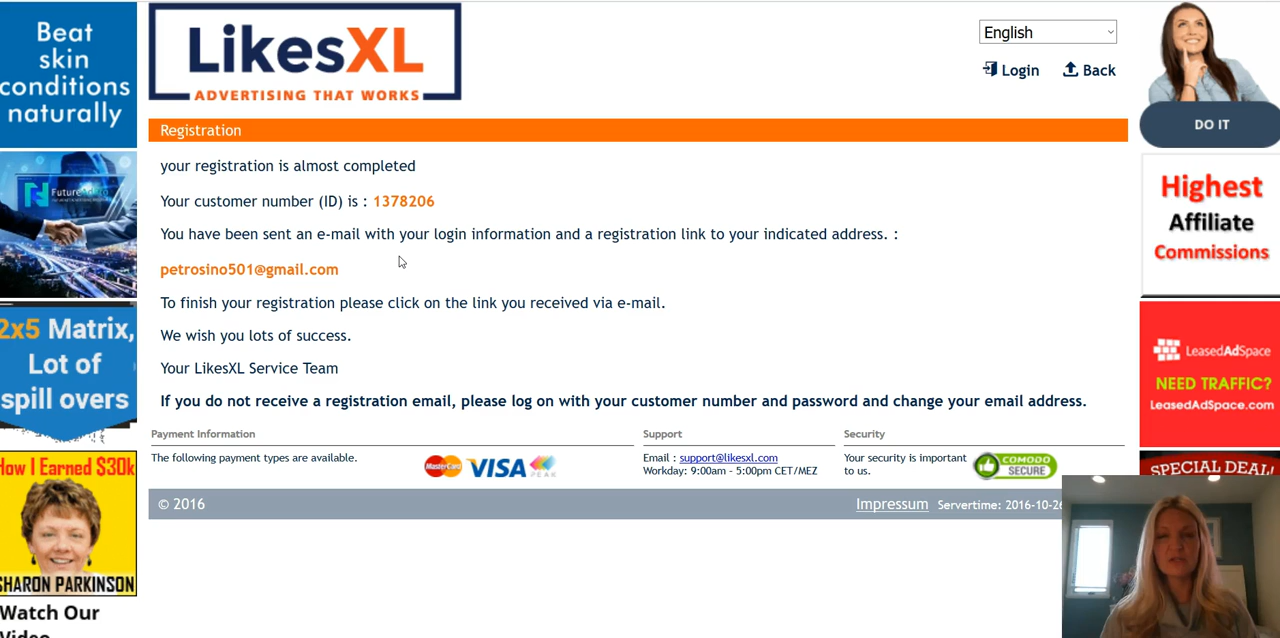 Beat
skin
conditions
naturally
FutureAd
2x5 Matrix,
Lot of
spill overs
How I Earned $30k
SHARON PARKINSON
Watch Our
LikesXL
ADVERTISING THAT WORKS
English
Login Back
Registration
your registration is almost completed
Your customer number (ID) is : 1378206
You have been sent an e-mail with your login information and a registration link to your indicated address. :
petrosino501@gmail.com
To finish your registration please click on the link you received via e-mail.
We wish you lots of success.
Your LikesXL Service Team
If you do not receive a registration email, please log on with your customer number and password and change your email address.
Payment Information
The following payment types are available.
MasterCard VISA PEAK
Support
Email : support@likesxl.com
Workday: 9:00am - 5:00pm CET/MEZ
Security
Your security is important
to us.
COMODO
SECURE
© 2016
Impressum Servertime: 2016-10-26
DO IT
Highest
Affiliate
Commissions
LeasedAdSpace
NEED TRAFFIC?
LeasedAdSpace.com
SPECIAL DEAL!